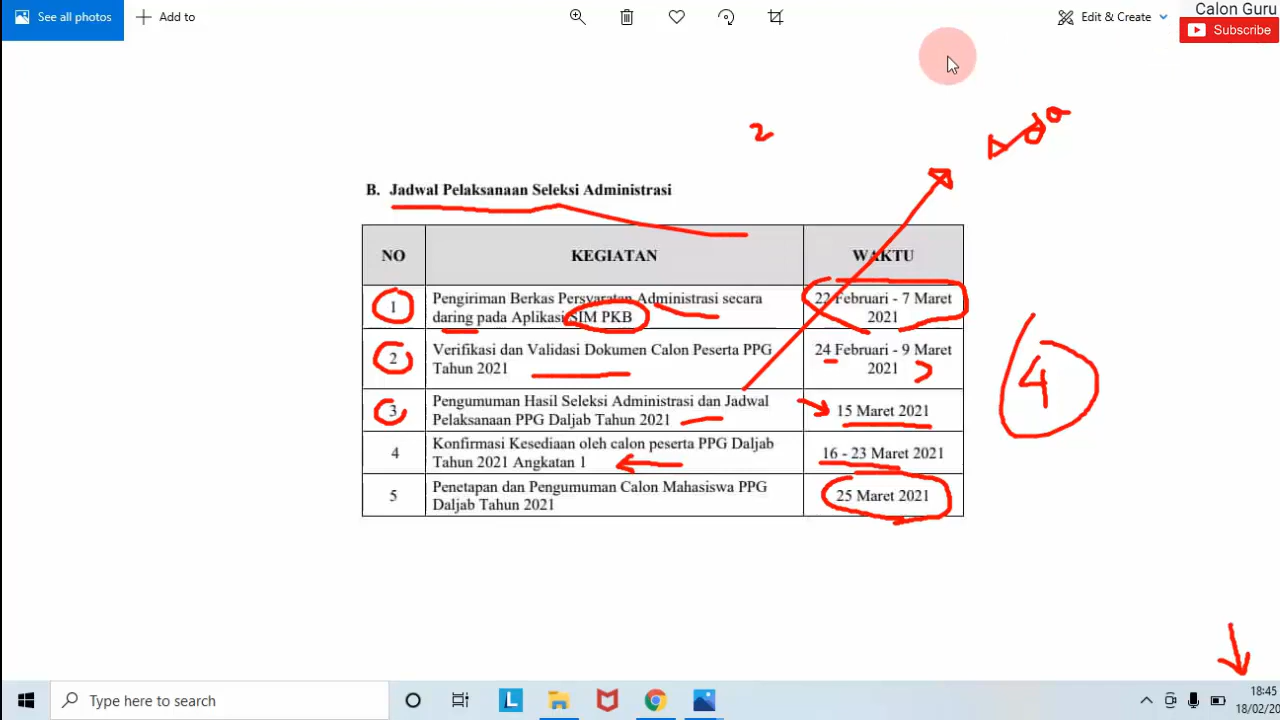 See all photos
Add to
Edit & Create
Calon Guru
Subscribe
2
B. Jadwal Pelaksanaan Seleksi Administrasi
NO
KEGIATAN
WAKTU
1
Pengiriman Berkas Persyaratan Administrasi secara
daring pada Aplikasi SIM PKB
22 Februari - 7 Maret
2021
2
Verifikasi dan Validasi Dokumen Calon Peserta PPG
Tahun 2021
24 Februari - 9 Maret
2021
4
3
Pengumuman Hasil Seleksi Administrasi dan Jadwal
Pelaksanaan PPG Daljab Tahun 2021
15 Maret 2021
4
Konfirmasi Kesediaan oleh calon peserta PPG Daljab
Tahun 2021 Angkatan 1
16 - 23 Maret 2021
5
Penetapan dan Pengumuman Calon Mahasiswa PPG
Daljab Tahun 2021
25 Maret 2021
Type here to search
L
18:45
18/02/20